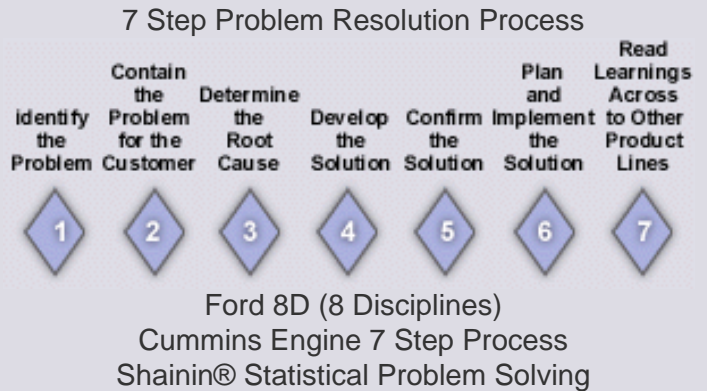 7 Step Problem Resolution Process
identify
the
Problem
Contain
the
Problem
for the
Customer
Determine
the
Root
Cause
Develop
the
Solution
Confirm
the
Solution
Plan
and
Implement
the
Solution
Read
Learnings
Across
to Other
Product
Lines
1
2
3
4
5
6
7
Ford 8D (8 Disciplines)
Cummins Engine 7 Step Process
Shainin® Statistical Problem Solving